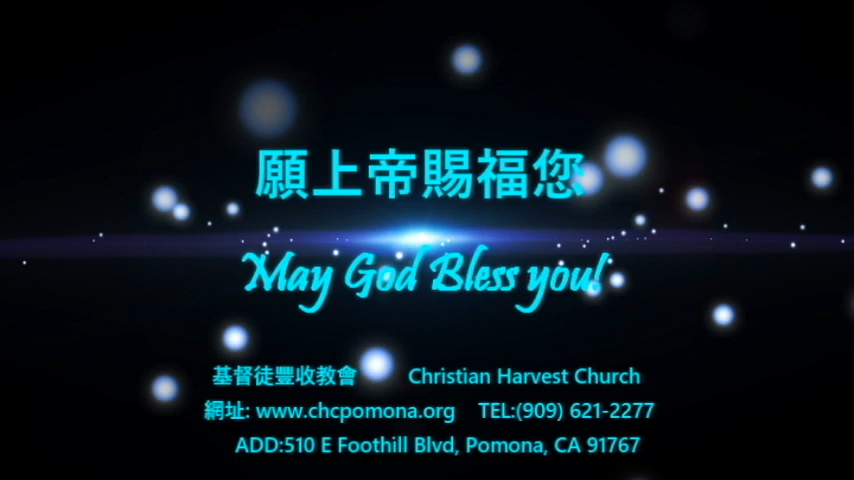 願上帝賜福您
May God Bless you!
基督徒豐收教會 Christian Harvest Church
網址: www.chcpomona.org TEL:(909) 621-2277
ADD:510 E Foothill Blvd, Pomona, CA 91767